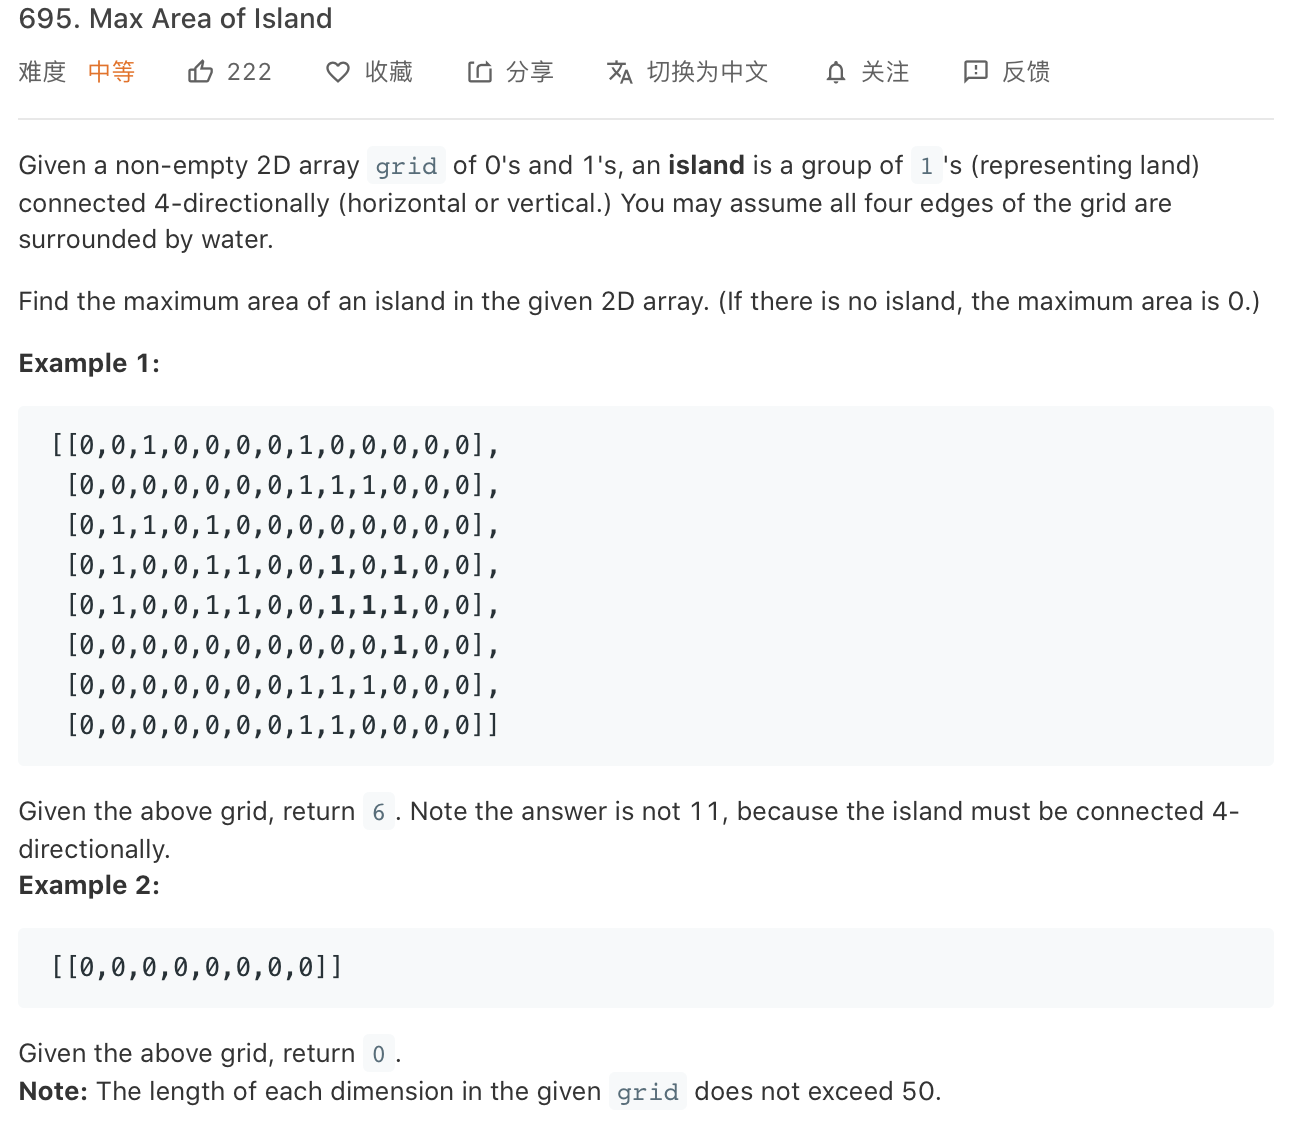 695. Max Area of Island
难度 中等 222 收藏 分享 切换为中文 关注 反馈
Given a non-empty 2D array grid of 0's and 1's, an island is a group of 1 's (representing land)
connected 4-directionally (horizontal or vertical.) You may assume all four edges of the grid are
surrounded by water.
Find the maximum area of an island in the given 2D array. (If there is no island, the maximum area is 0.)
Example 1:
[[0,0,1,0,0,0,0,1,0,0,0,0,0],
[0,0,0,0,0,0,0,1,1,1,0,0,0],
[0,1,1,0,1,0,0,0,0,0,0,0,0],
[0,1,0,0,1,1,0,0,1,0,1,0,0],
[0,1,0,0,1,1,0,0,1,1,1,0,0],
[0,0,0,0,0,0,0,0,0,0,1,0,0],
[0,0,0,0,0,0,0,1,1,1,0,0,0],
[0,0,0,0,0,0,0,1,1,0,0,0,0]]
Given the above grid, return 6 . Note the answer is not 11, because the island must be connected 4-
directionally.
Example 2:
[[0,0,0,0,0,0,0,0]]
Given the above grid, return 0 .
Note: The length of each dimension in the given grid does not exceed 50.